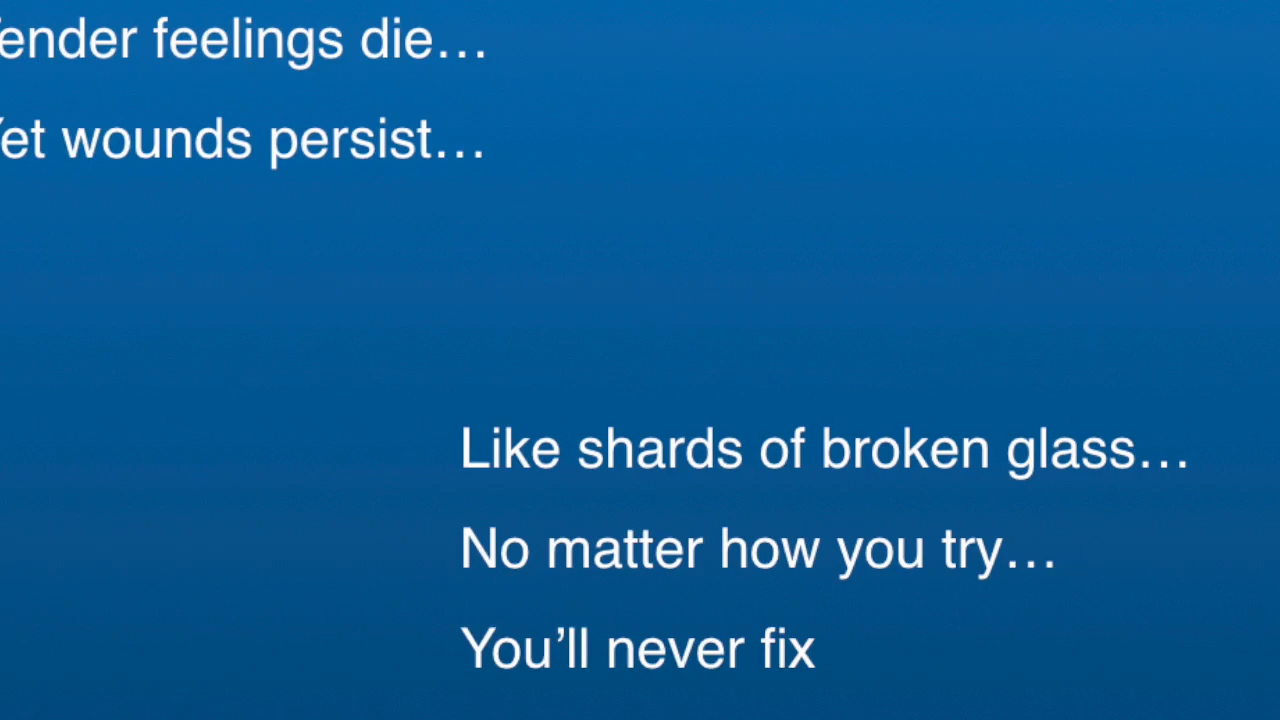 ender feelings die…
et wounds persist…
Like shards of broken glass…
No matter how you try…
You’ll never fix